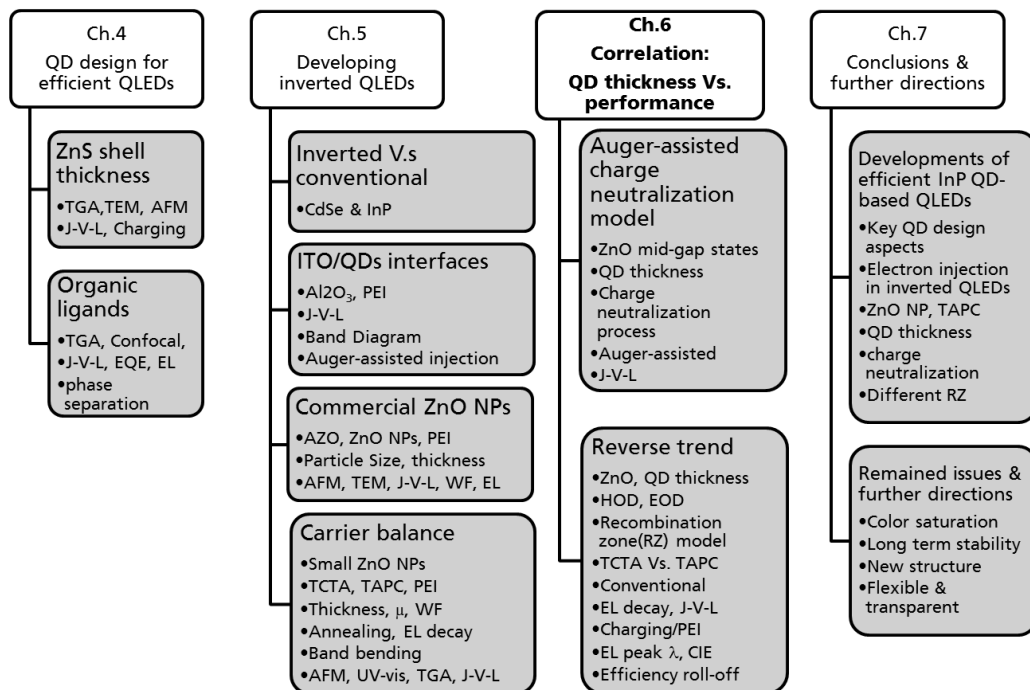 Ch.4
QD design for
efficient QLEDs
ZnS shell
thickness
•TGA,TEM, AFM
•J-V-L, Charging
Organic
ligands
•TGA, Confocal,
•J-V-L, EQE, EL
•phase
separation
Ch.5
Developing
inverted QLEDs
Inverted V.s
conventional
•CdSe & InP
ITO/QDs interfaces
•Al2O₃, PEI
•J-V-L
•Band Diagram
•Auger-assisted injection
Commercial ZnO NPs
•AZO, ZnO NPs, PEI
•Particle Size, thickness
•AFM, TEM, J-V-L, WF, EL
Carrier balance
•Small ZnO NPs
•TCTA, TAPC, PEI
•Thickness, μ, WF
•Annealing, EL decay
•Band bending
•AFM, UV-vis, TGA, J-V-L
Ch.6
Correlation:
QD thickness Vs.
performance
Auger-assisted
charge
neutralization
model
•ZnO mid-gap states
•QD thickness
•Charge
neutralization
process
•Auger-assisted
•J-V-L
Reverse trend
•ZnO, QD thickness
•HOD, EOD
•Recombination
zone(RZ) model
•TCTA Vs. TAPC
•Conventional
•EL decay, J-V-L
•Charging/PEI
•EL peak λ, CIE
•Efficiency roll-off
Ch.7
Conclusions &
further directions
Developments of
efficient InP QD-
based QLEDs
•Key QD design
aspects
•Electron injection
in inverted QLEDs
•ZnO NP, TAPC
•QD thickness
•charge
neutralization
•Different RZ
Remained issues &
further directions
•Color saturation
•Long term stability
•New structure
•Flexible &
transparent